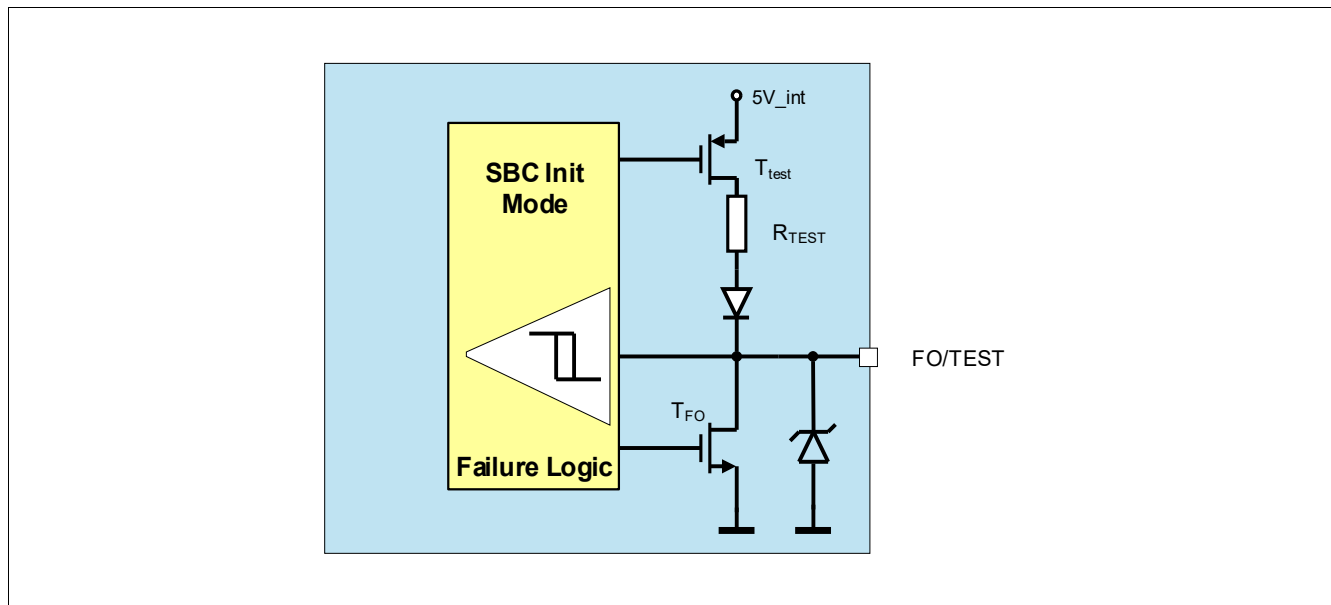 5V_int
SBC Init
Mode
Ttest
RTEST
FO/TEST
TFO
Failure Logic